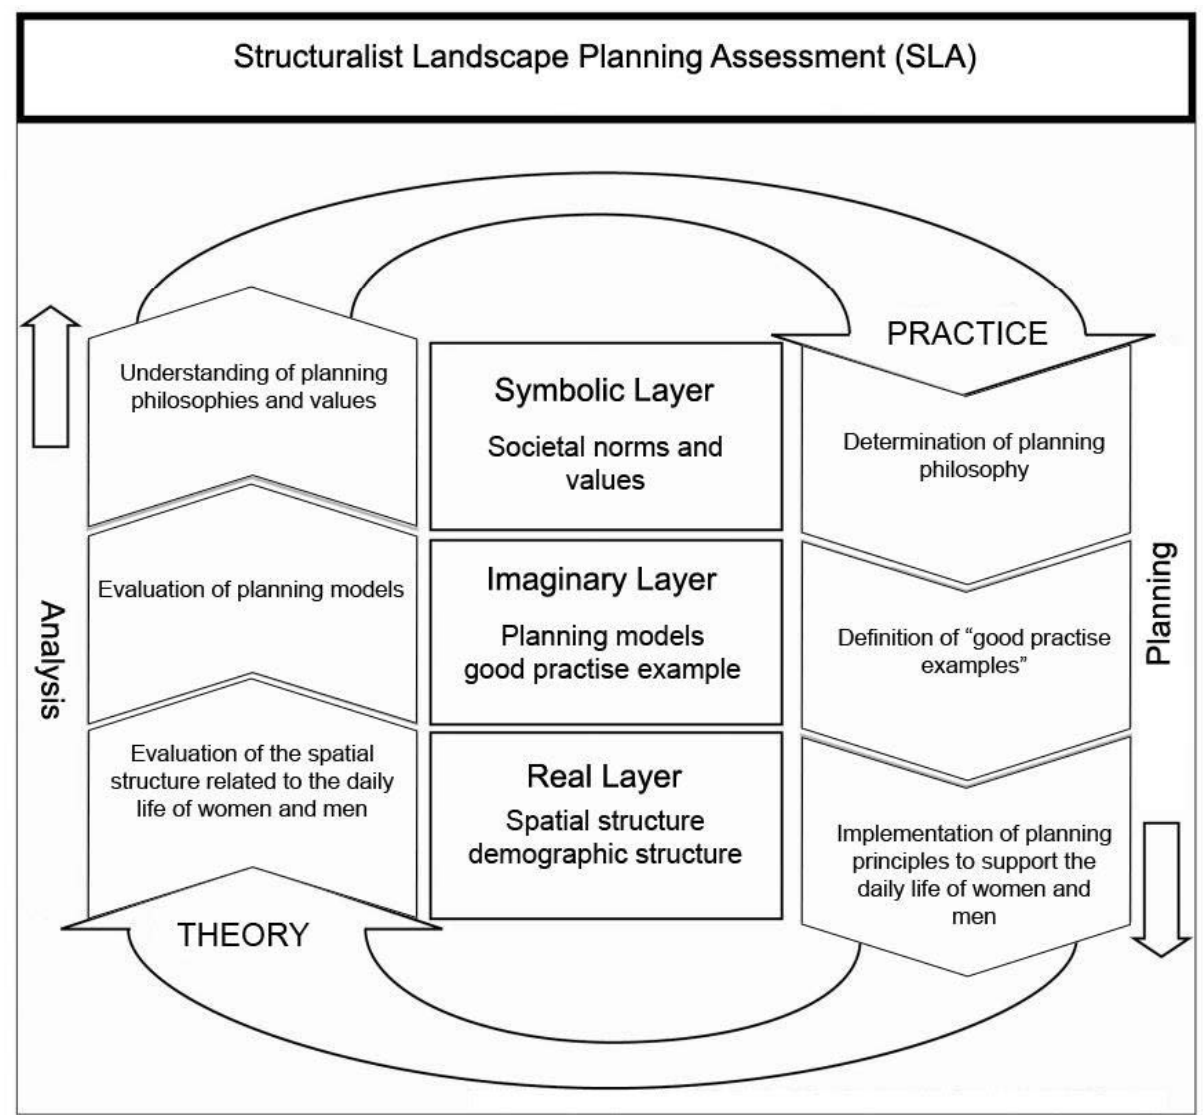 Structuralist Landscape Planning Assessment (SLA)
PRACTICE
Understanding of planning
philosophies and values
Symbolic Layer
Societal norms and
values
Determination of planning
philosophy
Analysis
Evaluation of planning models
Imaginary Layer
Planning models
good practise example
Definition of “good practise
examples”
Planning
Evaluation of the spatial
structure related to the daily
life of women and men
Real Layer
Spatial structure
demographic structure
Implementation of planning
principles to support the
daily life of women and
men
THEORY